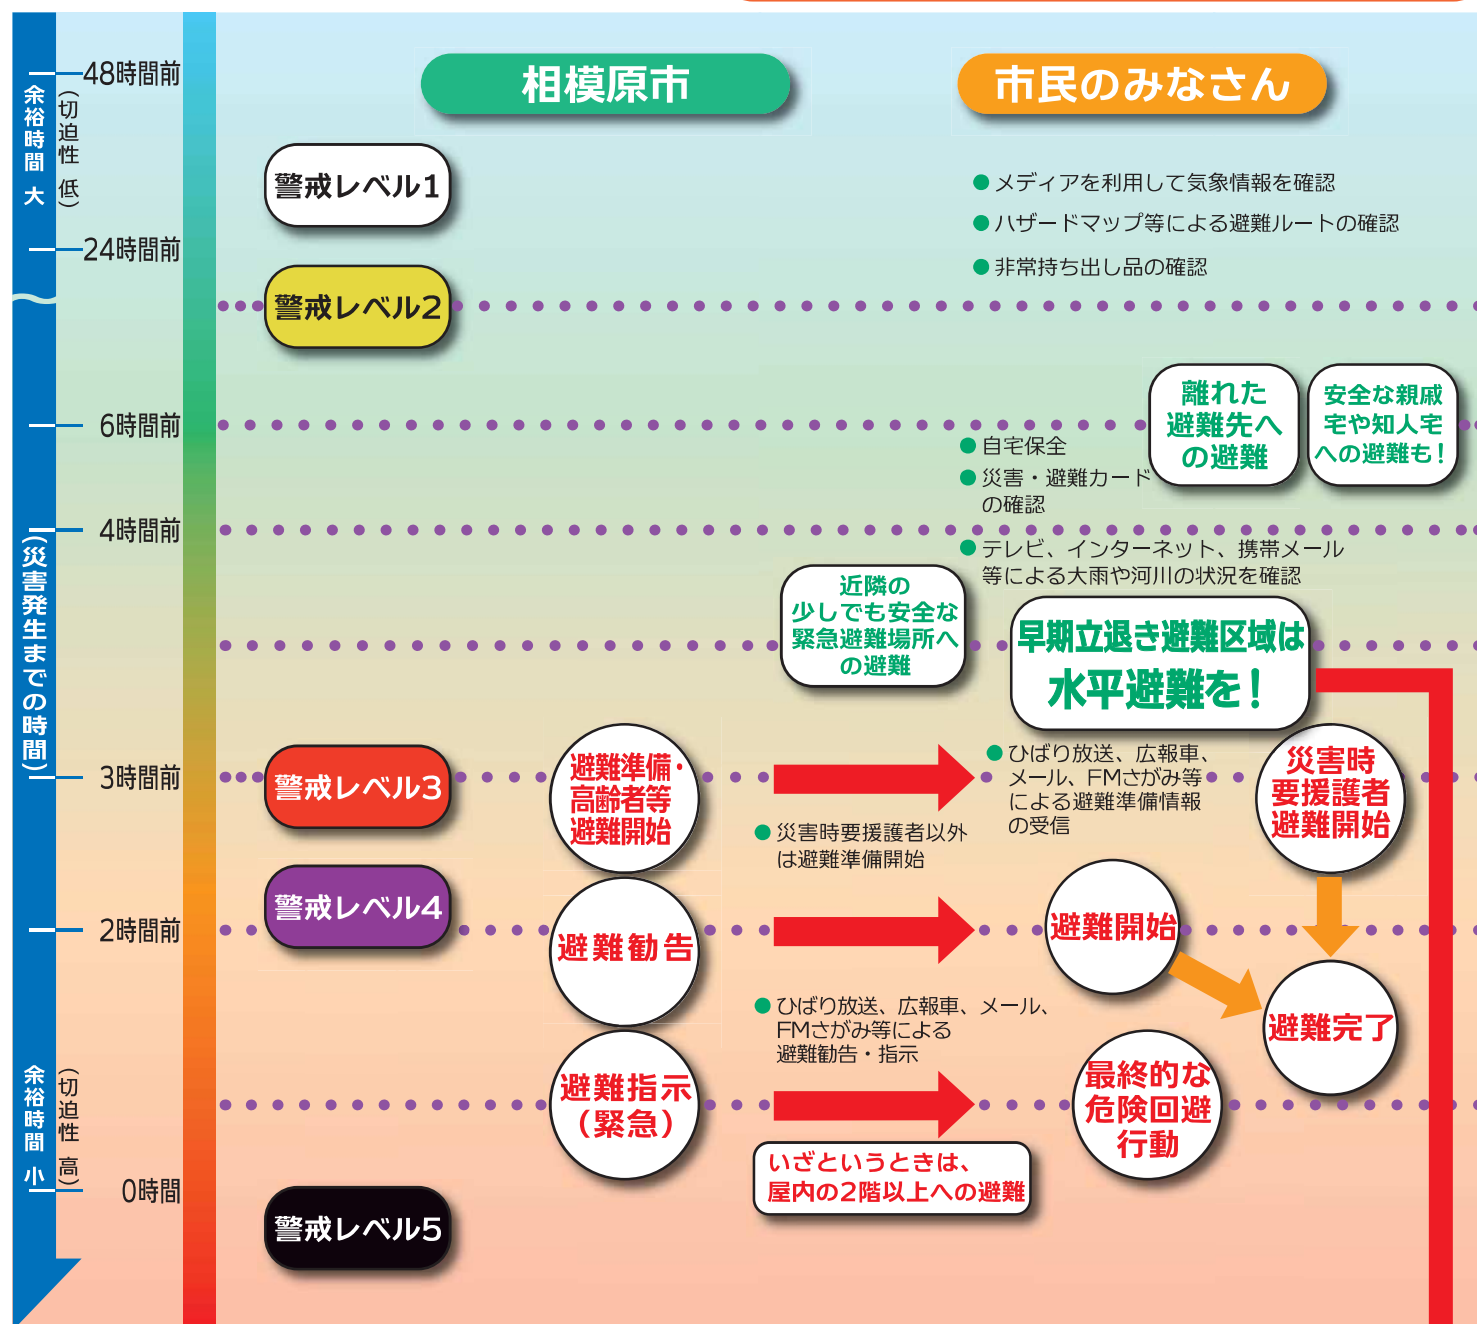 相模原市
市民のみなさん
48時間前
余裕時間 大
（切迫性 低）
警戒レベル1
●メディアを利用して気象情報を確認
●ハザードマップ等による避難ルートの確認
●非常持ち出し品の確認
24時間前
警戒レベル2
6時間前
離れた
避難先へ
の避難
安全な親戚
宅や知人宅
への避難も！
●自宅保全
●災害・避難カード
の確認
4時間前
（災害発生までの時間）
●テレビ、インターネット、携帯メール
等による大雨や河川の状況を確認
近隣の
少しでも安全な
緊急避難場所へ
の避難
早期立退き避難区域は
水平避難を！
3時間前
警戒レベル3
避難準備・
高齢者等
避難開始
●災害時要援護者以外
は避難準備開始
●ひばり放送、広報車、
メール、FMさがみ等
による避難準備情報
の受信
災害時
要援護者
避難開始
警戒レベル4
2時間前
避難勧告
避難開始
●ひばり放送、広報車、メール、
FMさがみ等による
避難勧告・指示
避難完了
余裕時間 小
（切迫性 高）
避難指示
（緊急）
最終的な
危険回避
行動
いざというときは、
屋内の2階以上への避難
0時間
警戒レベル5